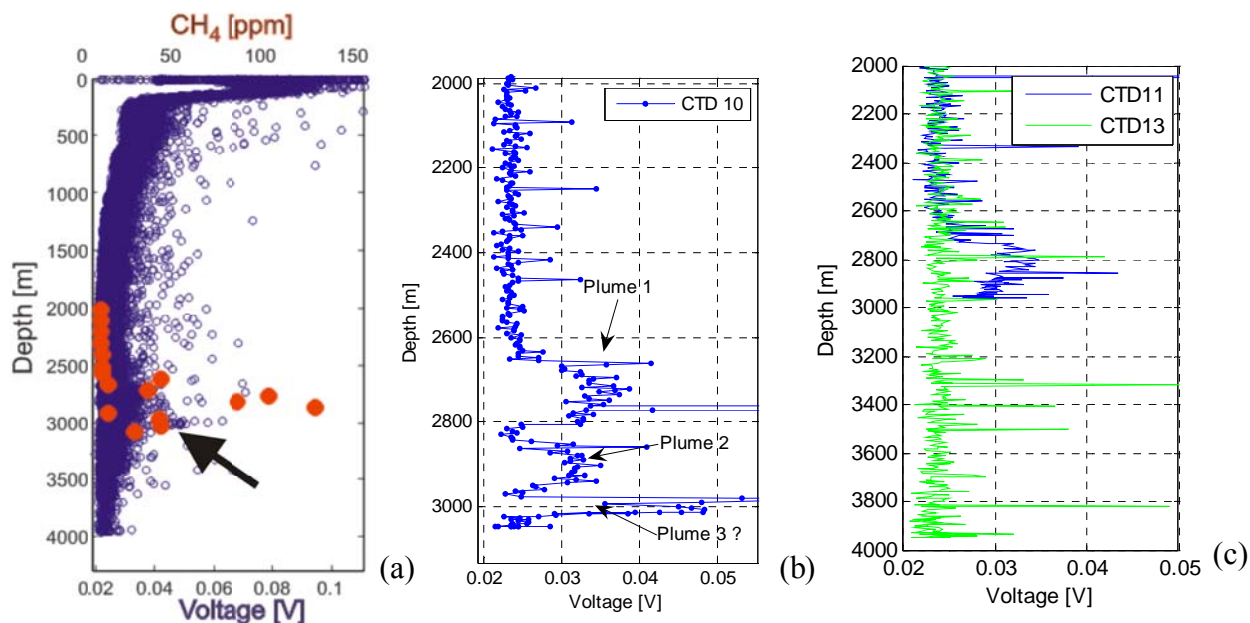 CH4 [ppm]
0 50 100 150
0
500
1000
1500
2000
2500
3000
3500
4000
Depth [m]
0.02 0.04 0.06 0.08 0.1
Voltage [V]
(a)
2000
2200
2400
2600
2800
3000
Depth [m]
CTD 10
Plume 1
Plume 2
Plume 3 ?
0.02 0.03 0.04 0.05
Voltage [V]
(b)
2000
2200
2400
2600
2800
3000
3200
3400
3600
3800
4000
Depth [m]
CTD11
CTD13
0.02 0.03 0.04 0.05
Voltage [V]
(c)